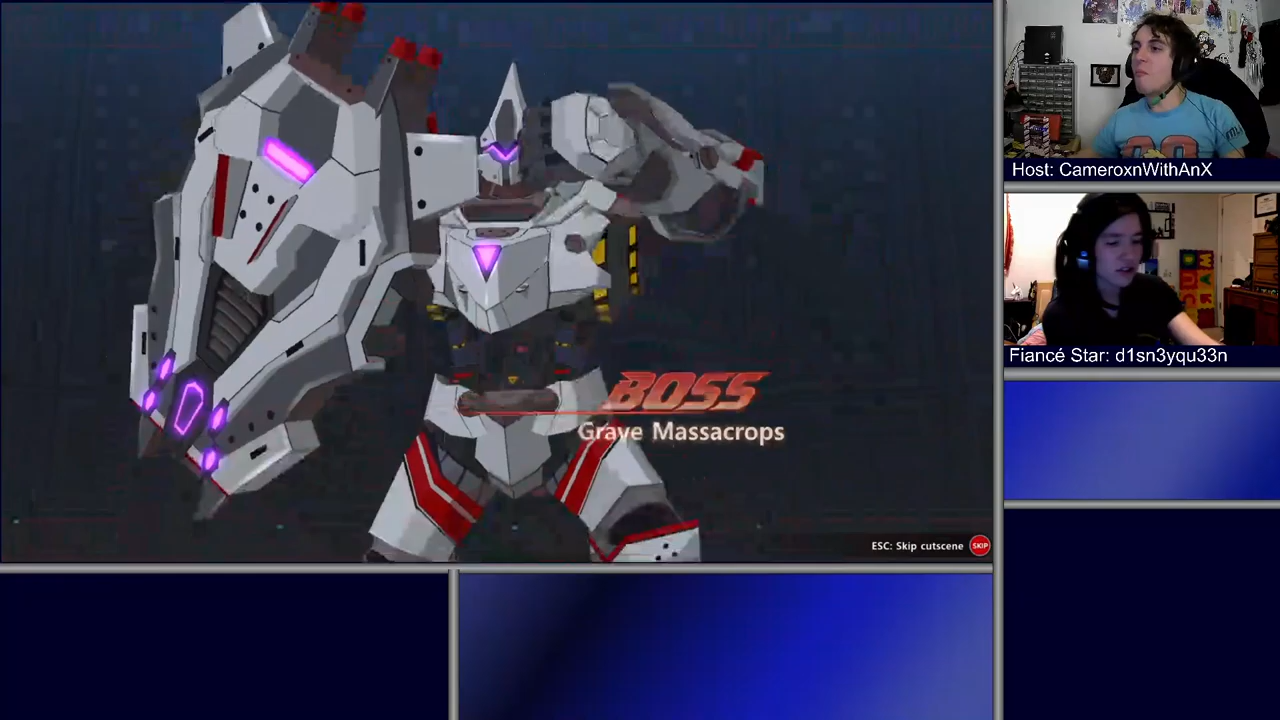 Host: CameroxnWithAnX
Fiancé Star: d1sn3yqu33n
BOSS
Grave Massacrops
ESC: Skip cutscene
SKIP